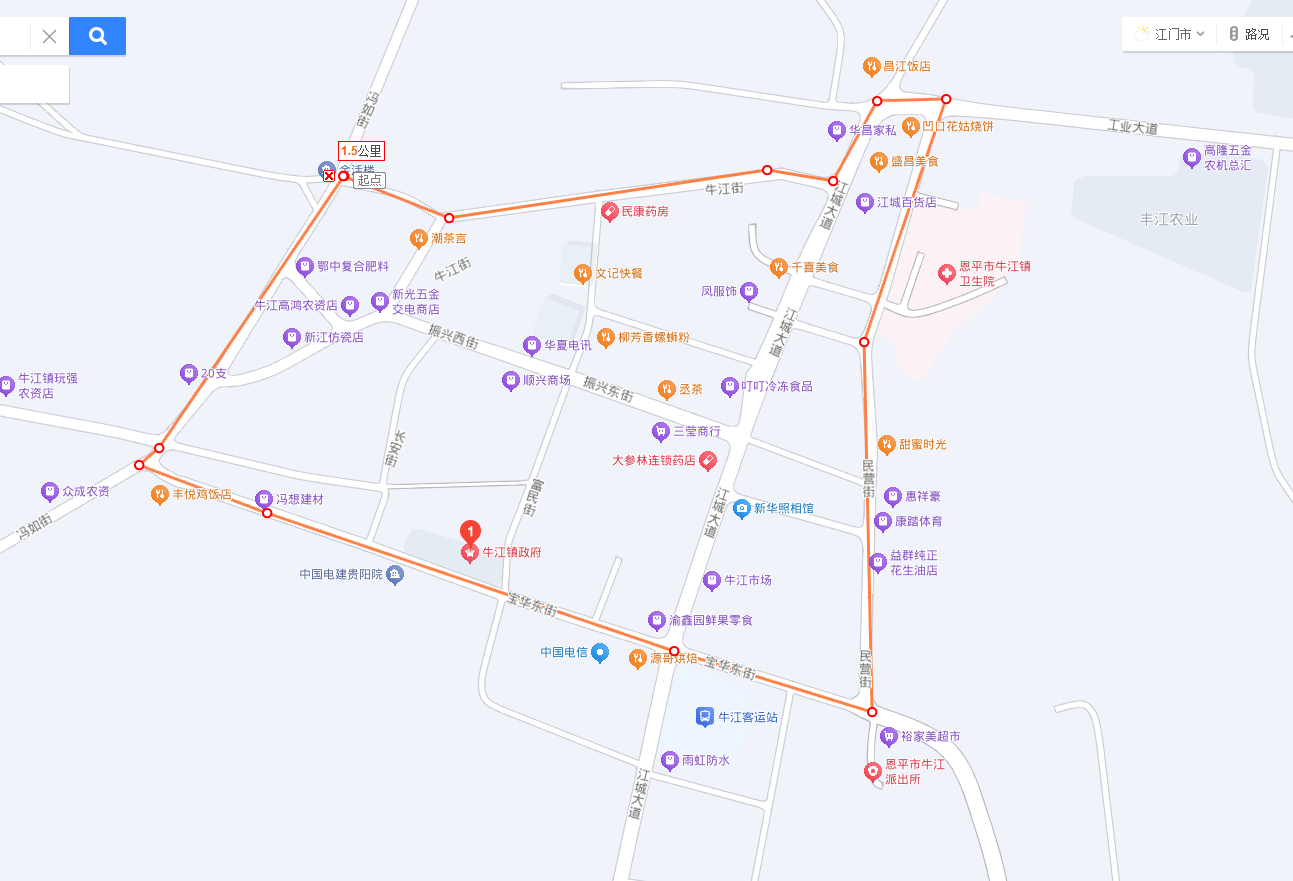 江门市
路况
昌江饭店
冯如街
华昌家私
凹口花姑烧饼
工业大道
1.5公里
盛昌美食
高隆五金
农机总汇
金活楼
起点
牛江街
江城大道
江城百货店
民康药房
丰江农业
潮茶言
鄂中复合肥料
牛江街
文记快餐
千喜美食
恩平市牛江镇
卫生院
牛江高鸿农资店
新光五金
交电商店
凤服饰
新江仿瓷店
振兴西街
华夏电讯
柳芳香螺蛳粉
江城大道
20支
牛江镇玩强
农资店
顺兴商场
振兴东街
丞茶
叮叮冷冻食品
三莹商行
长安街
大参林连锁药店
甜蜜时光
民营街
众成农资
丰悦鸡饭店
冯想建材
富民街
江城大道
新华照相馆
惠祥豪
康踏体育
冯如街
1
牛江镇政府
益群纯正
花生油店
中国电建贵阳院
牛江市场
宝华东街
渝鑫园鲜果零食
中国电信
源哥烘焙
宝华东街
民营街
牛江客运站
裕家美超市
雨虹防水
恩平市牛江
派出所
江城大道